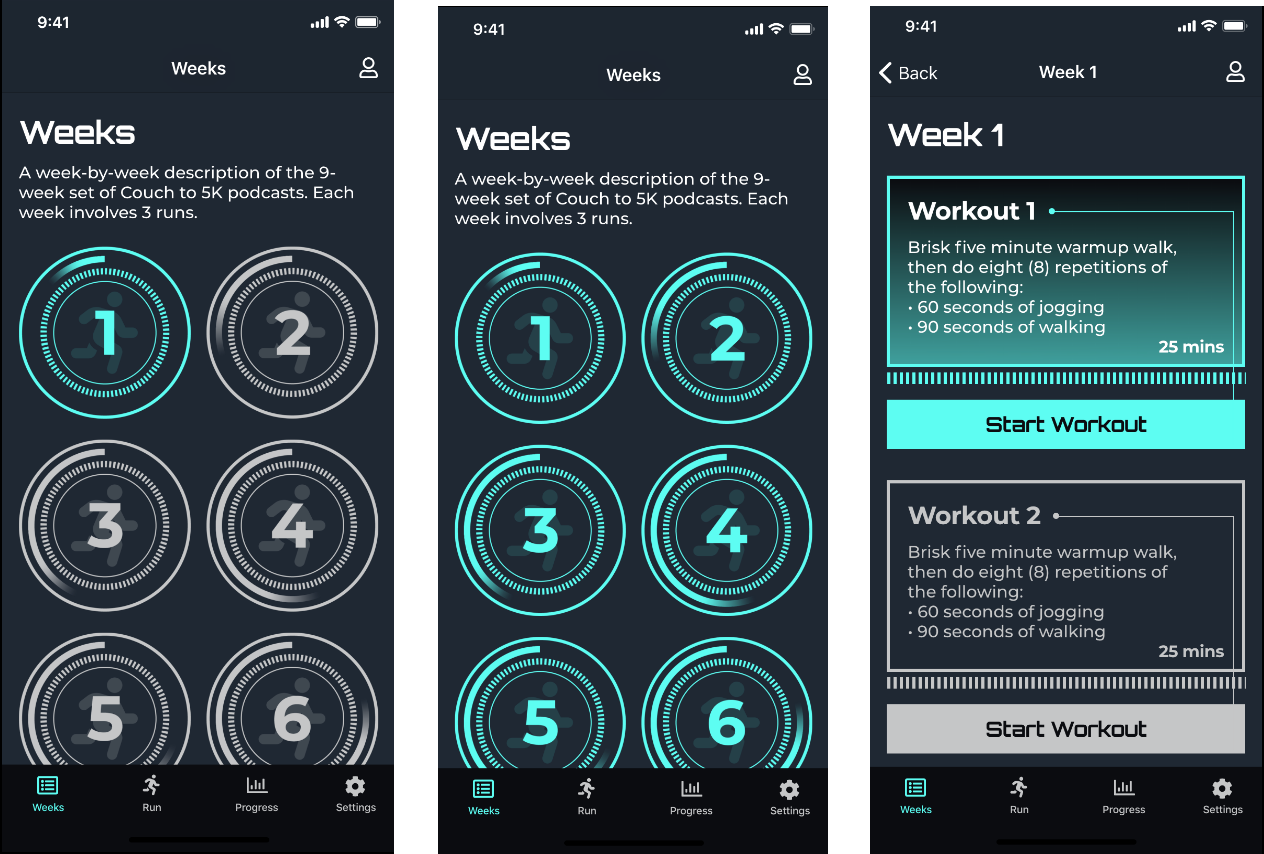 9:41
Weeks
Weeks
A week-by-week description of the 9-
week set of Couch to 5K podcasts. Each
week involves 3 runs.
1
2
3
4
5
6
Weeks
Run
Progress
Settings
9:41
Weeks
Weeks
A week-by-week description of the 9-
week set of Couch to 5K podcasts. Each
week involves 3 runs.
1
2
3
4
5
6
Weeks
Run
Progress
Settings
9:41
Back
Week 1
Week 1
Workout 1
Brisk five minute warmup walk,
then do eight (8) repetitions of
the following:
• 60 seconds of jogging
• 90 seconds of walking
25 mins
Start Workout
Workout 2
Brisk five minute warmup walk,
then do eight (8) repetitions of
the following:
• 60 seconds of jogging
• 90 seconds of walking
25 mins
Start Workout
Weeks
Run
Progress
Settings